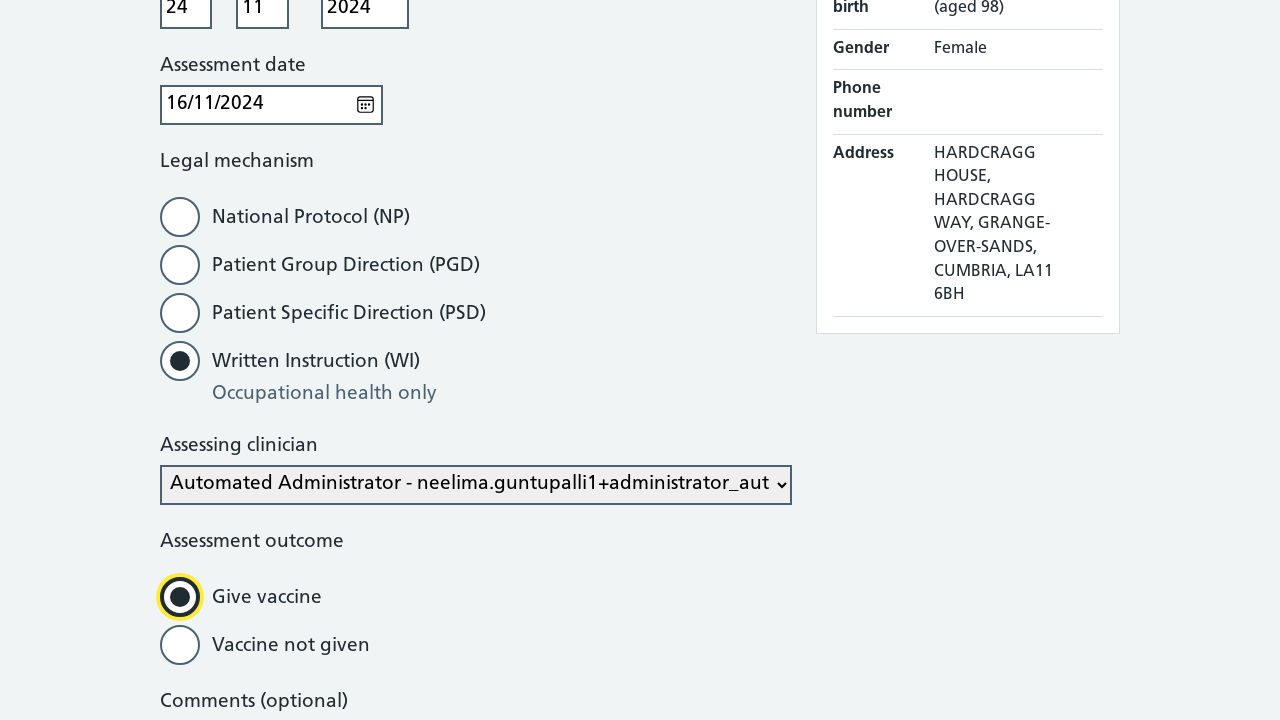 24 11 2024
Assessment date
16/11/2024
Legal mechanism
National Protocol (NP)
Patient Group Direction (PGD)
Patient Specific Direction (PSD)
Written Instruction (WI)
Occupational health only
Assessing clinician
Automated Administrator - neelima.guntupalli1+administrator_aut
Assessment outcome
Give vaccine
Vaccine not given
Comments (optional)
birth (aged 98)
Gender Female
Phone
number
Address HARDCRAGG
HOUSE,
HARDCRAGG
WAY, GRANGE-
OVER-SANDS,
CUMBRIA, LA11
6BH